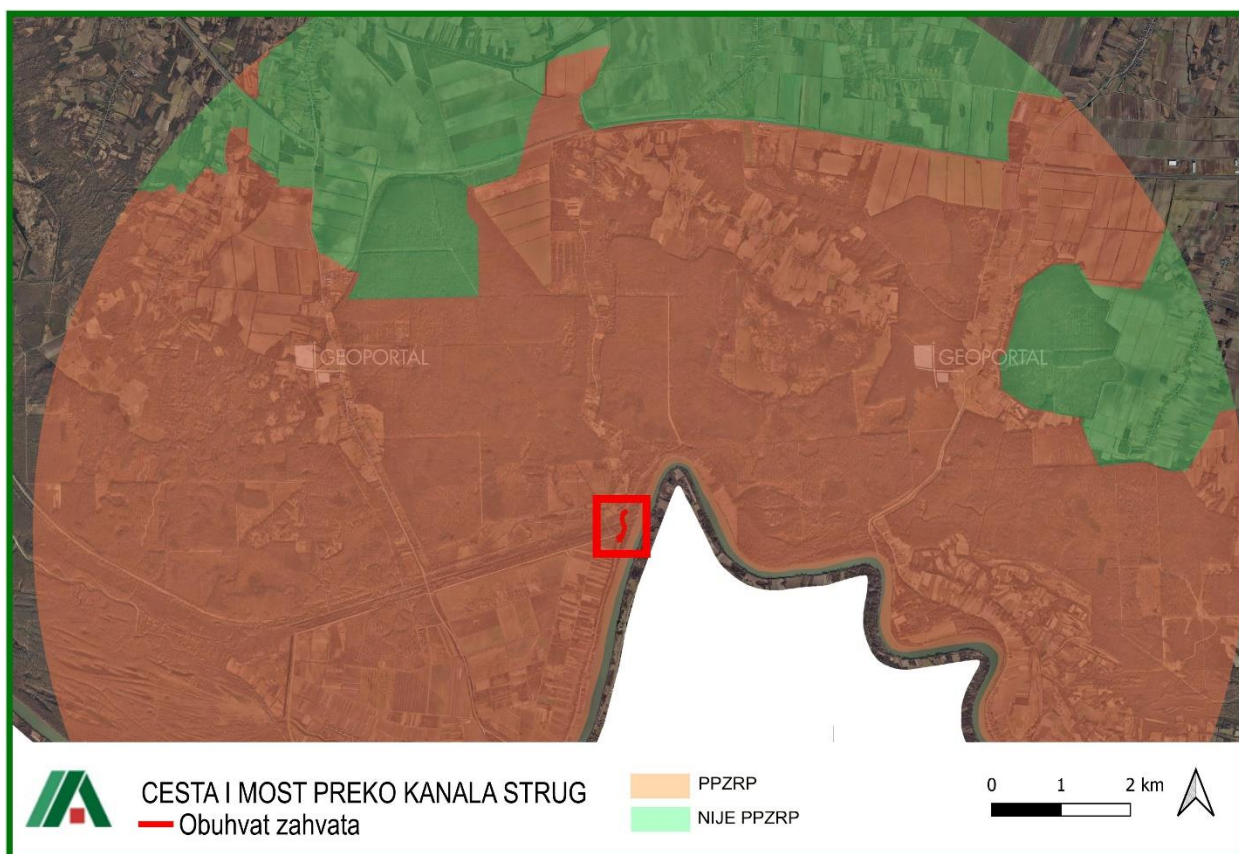 GEOPORTAL
GEOPORTAL
CESTA I MOST PREKO KANALA STRUG
Obuhvat zahvata
PPZRP
NIJE PPZRP
0 1 2 km